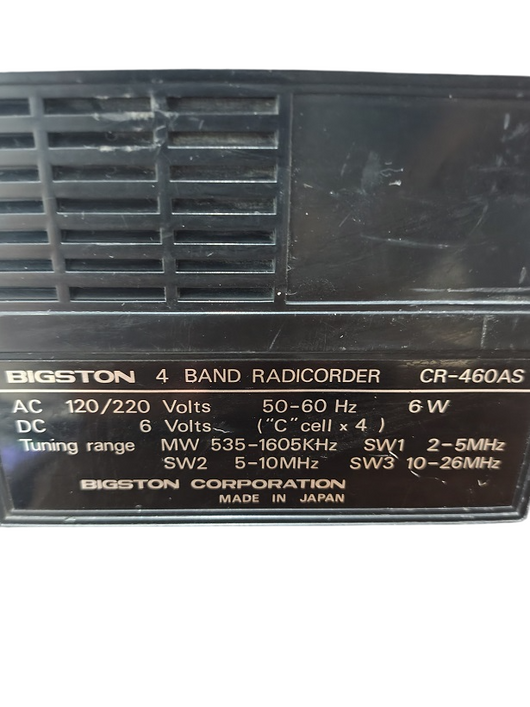 BIGSTON 4 BAND RADICORDER CR-460AS
AC 120/220 Volts 50-60 Hz 6 W
DC 6 Volts ("C" cell x 4 )
Tuning range MW 535-1605KHz SW1 2-5MHz
SW2 5-10MHz SW3 10-26MHz
BIGSTON CORPORATION
MADE IN JAPAN